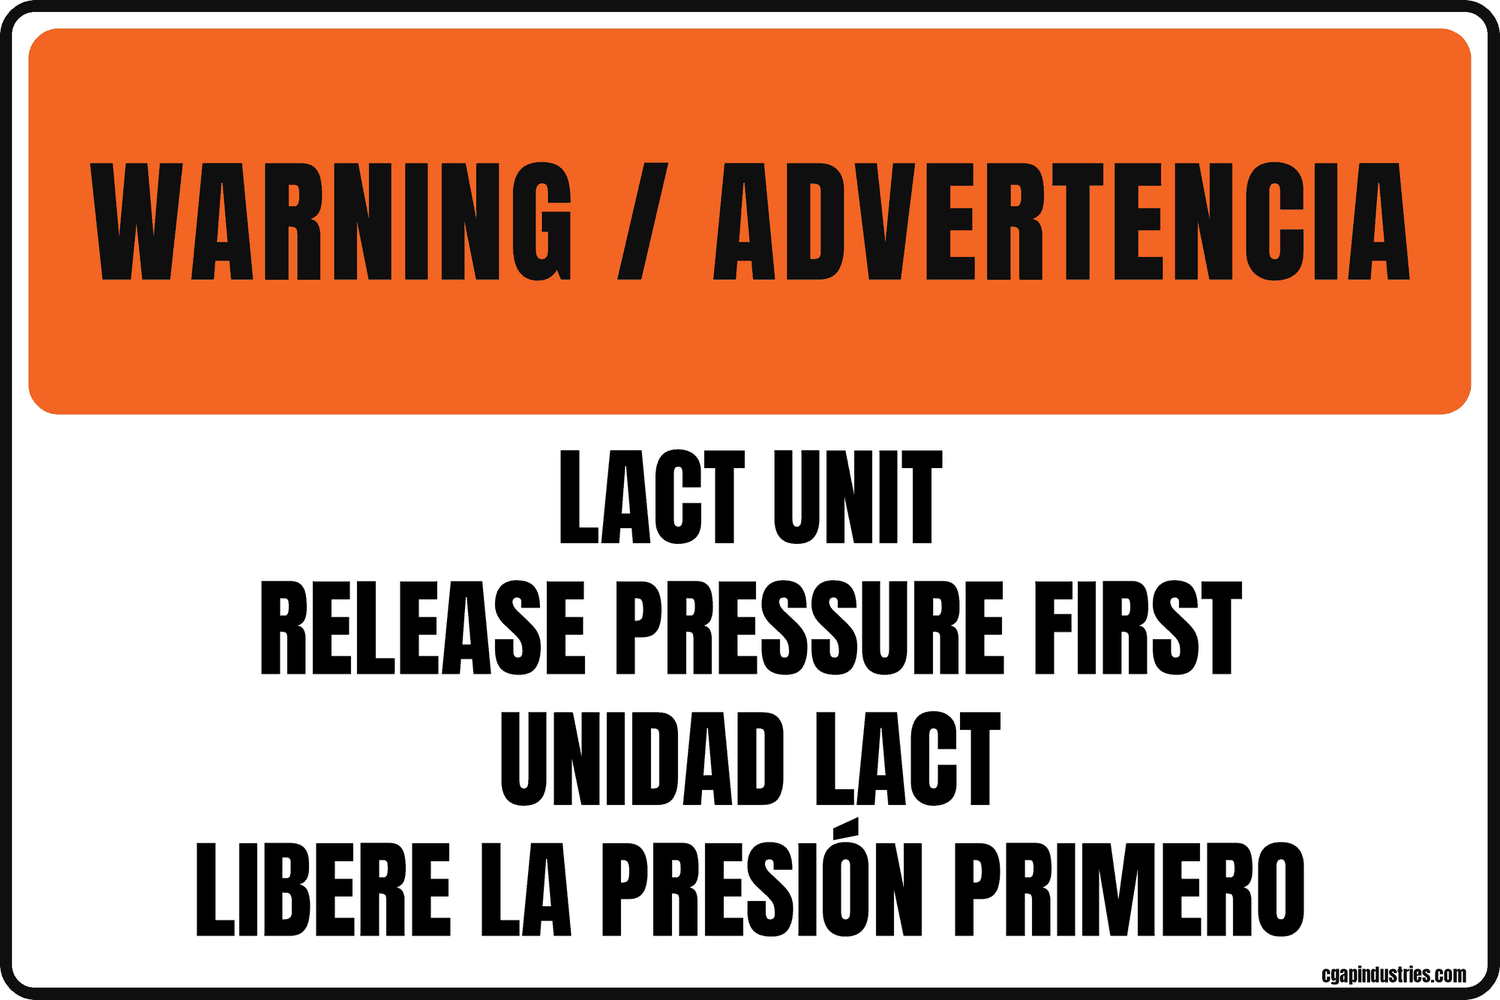 WARNING / ADVERTENCIA
LACT UNIT
RELEASE PRESSURE FIRST
UNIDAD LACT
LIBERE LA PRESIÓN PRIMERO
cgapindustries.com